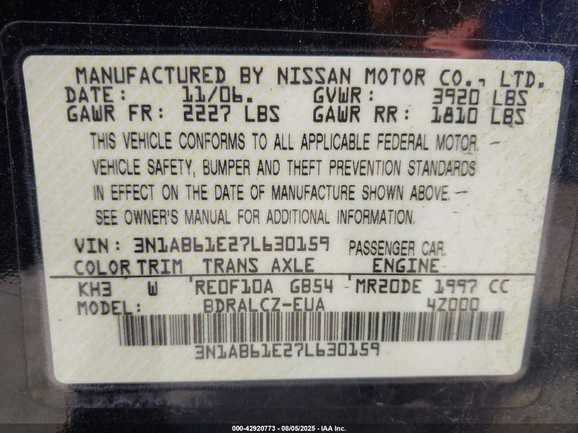 MANUFACTURED BY NISSAN MOTOR CO., LTD.
DATE: 11/06. GVWR: 3920 LBS
GAWR FR: 2227 LBS GAWR RR: 1810 LBS
THIS VEHICLE CONFORMS TO ALL APPLICABLE FEDERAL MOTOR
VEHICLE SAFETY, BUMPER AND THEFT PREVENTION STANDARDS
IN EFFECT ON THE DATE OF MANUFACTURE SHOWN ABOVE.
SEE OWNER'S MANUAL FOR ADDITIONAL INFORMATION.
VIN: 3N1AB61E27L630159 PASSENGER CAR
COLOR TRIM TRANS AXLE ENGINE
KH3 W RE0F10A GB54 MR20DE 1997 CC
MODEL: BDRALCZ-EUA 4Z000
3N1AB61E27L630159
000-42920773 - 08/05/2025 - IAA Inc.